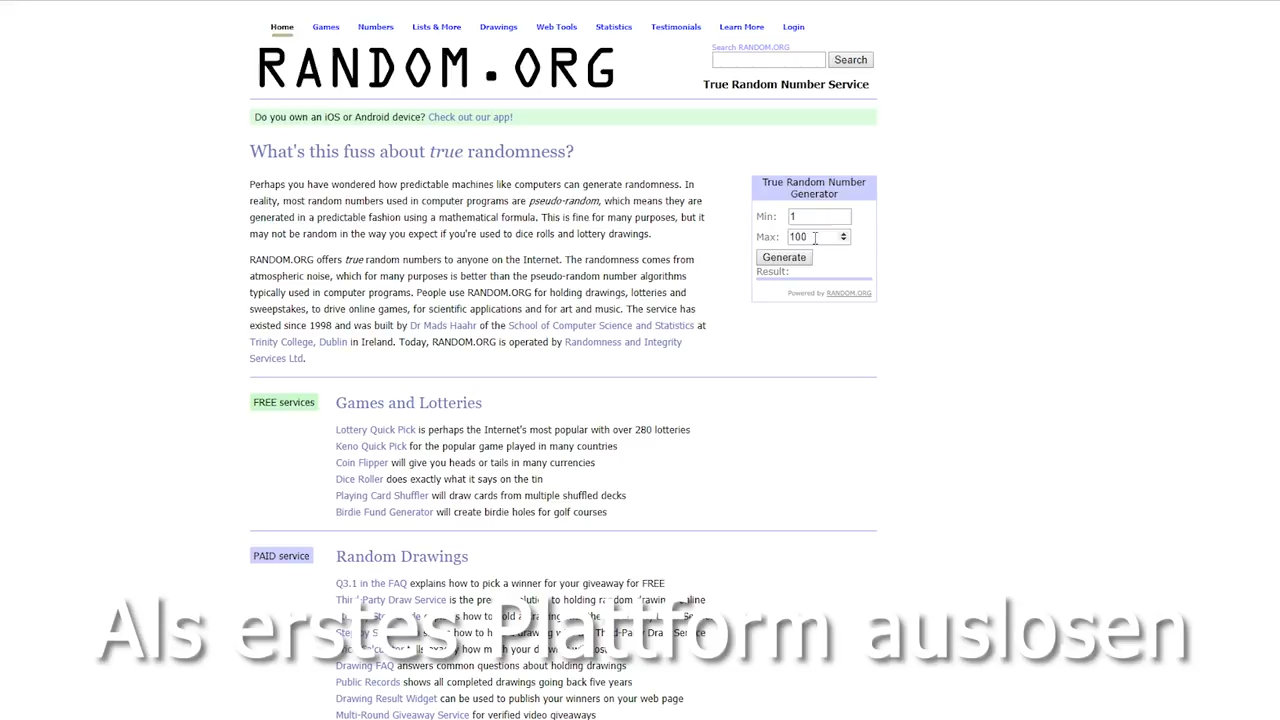 Home Games Numbers Lists & More Drawings Web Tools Statistics Testimonials Learn More Login
RANDOM.ORG
Search RANDOM.ORG
Search
True Random Number Service
Do you own an iOS or Android device? Check out our app!
What's this fuss about true randomness?
Perhaps you have wondered how predictable machines like computers can generate randomness. In
reality, most random numbers used in computer programs are pseudo-random, which means they are
generated in a predictable fashion using a mathematical formula. This is fine for many purposes, but it
may not be random in the way you expect if you're used to dice rolls and lottery drawings.
RANDOM.ORG offers true random numbers to anyone on the Internet. The randomness comes from
atmospheric noise, which for many purposes is better than the pseudo-random number algorithms
typically used in computer programs. People use RANDOM.ORG for holding drawings, lotteries and
sweepstakes, to drive online games, for scientific applications and for art and music. The service has
existed since 1998 and was built by Dr Mads Haahr of the School of Computer Science and Statistics at
Trinity College, Dublin in Ireland. Today, RANDOM.ORG is operated by Randomness and Integrity
Services Ltd.
True Random Number
Generator
Min: 1
Max: 100
Generate
Result:
Powered by RANDOM.ORG
FREE services
Games and Lotteries
Lottery Quick Pick is perhaps the Internet's most popular with over 280 lotteries
Keno Quick Pick for the popular game played in many countries
Coin Flipper will give you heads or tails in many currencies
Dice Roller does exactly what it says on the tin
Playing Card Shuffler will draw cards from multiple shuffled decks
Birdie Fund Generator will create birdie holes for golf courses
PAID service
Random Drawings
Q3.1 in the FAQ explains how to pick a winner for your giveaway for FREE
Third-Party Draw Service is the to holding random online
Als erstes Plattform auslosen
Drawing FAQ answers common questions about holding drawings
Public Records shows all completed drawings going back five years
Drawing Result Widget can be used to publish your winners on your web page
Multi-Round Giveaway Service for verified video giveaways